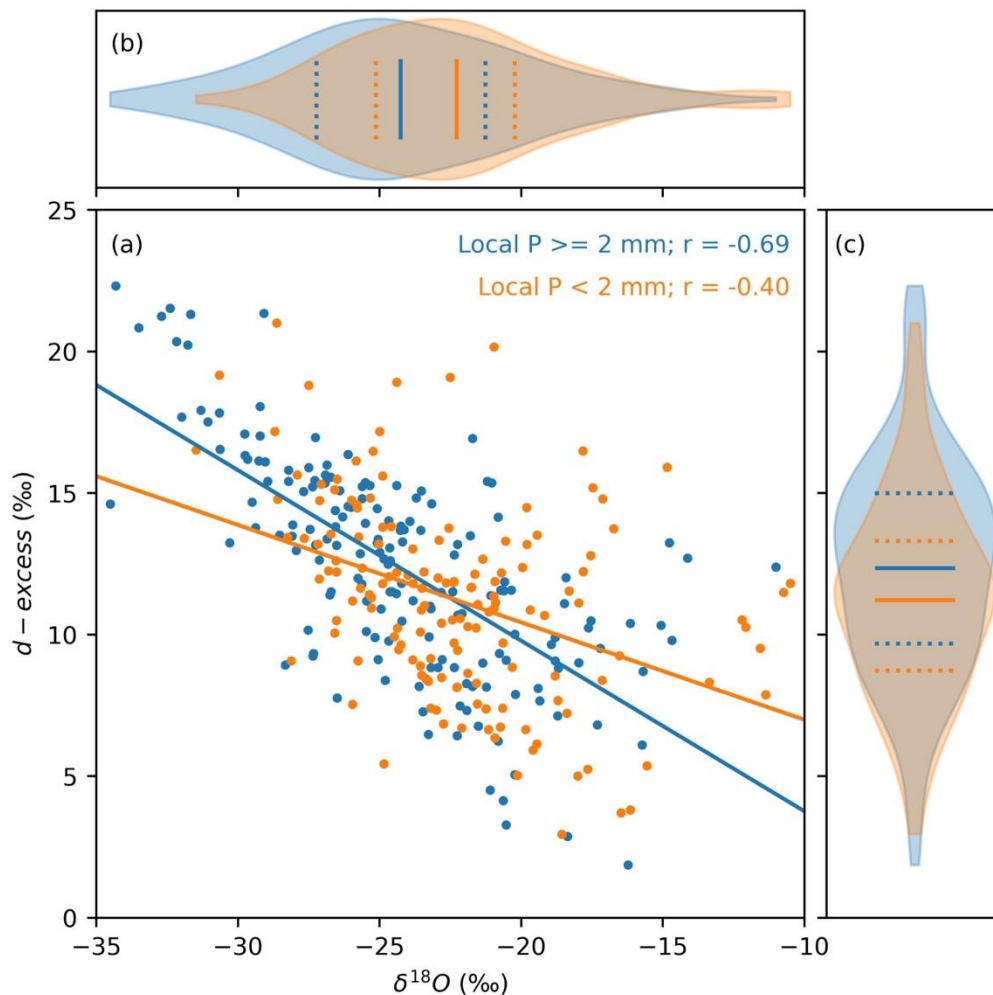 (b)
(a)
Local P >= 2 mm; r = -0.69
Local P < 2 mm; r = -0.40
(c)
25
20
15
10
5
0
d − excess (‰)
−35
−30
−25
−20
−15
−10
δ¹⁸O (‰)